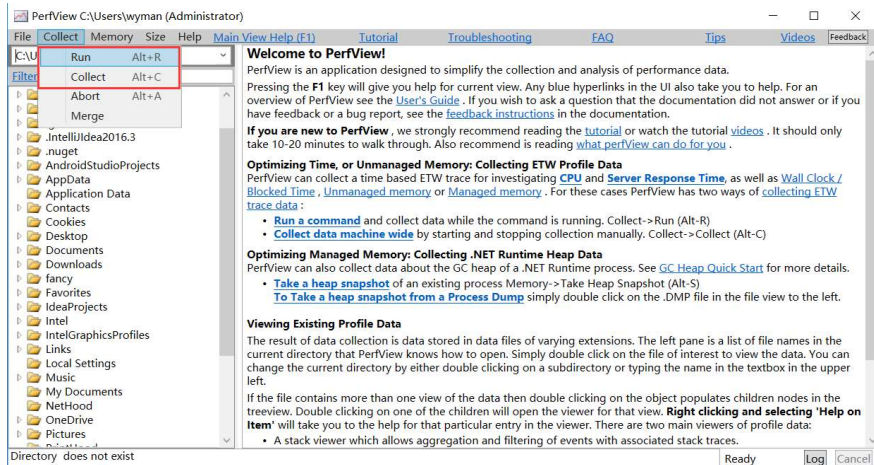 PerfView C:\Users\wyman (Administrator)
File Collect Memory Size Help Main View Help (F1) Tutorial Troubleshooting FAQ Tips Videos Feedback
C:\U
Run Alt+R
Collect Alt+C
Abort Alt+A
Merge
Filter
.IntelliJIdea2016.3
.nuget
AndroidStudioProjects
AppData
Application Data
Contacts
Cookies
Desktop
Documents
Downloads
fancy
Favorites
IdeaProjects
Intel
IntelGraphicsProfiles
Links
Local Settings
Music
My Documents
NetHood
OneDrive
Pictures
Welcome to PerfView!
PerfView is an application designed to simplify the collection and analysis of performance data.
Pressing the F1 key will give you help for current view. Any blue hyperlinks in the UI also take you to help. For an
overview of PerfView see the User's Guide . If you wish to ask a question that the documentation did not answer or if you
have feedback or a bug report, see the feedback instructions in the documentation.
If you are new to PerfView , we strongly recommend reading the tutorial or watch the tutorial videos . It should only
take 10-20 minutes to walk through. Also recommend is reading what perfView can do for you .
Optimizing Time, or Unmanaged Memory: Collecting ETW Profile Data
PerfView can collect a time based ETW trace for investigating CPU and Server Response Time, as well as Wall Clock /
Blocked Time , Unmanaged memory or Managed memory . For these cases PerfView has two ways of collecting ETW
trace data :
• Run a command and collect data while the command is running. Collect->Run (Alt-R)
• Collect data machine wide by starting and stopping collection manually. Collect->Collect (Alt-C)
Optimizing Managed Memory: Collecting .NET Runtime Heap Data
PerfView can also collect data about the GC heap of a .NET Runtime process. See GC Heap Quick Start for more details.
• Take a heap snapshot of an existing process Memory->Take Heap Snapshot (Alt-S)
To Take a heap snapshot from a Process Dump simply double click on the .DMP file in the file view to the left.
Viewing Existing Profile Data
The result of data collection is data stored in data files of varying extensions. The left pane is a list of file names in the
current directory that PerfView knows how to open. Simply double click on the file of interest to view the data. You can
change the current directory by either double clicking on a subdirectory or typing the name in the textbox in the upper
left.
If the file contains more than one view of the data then double clicking on the object populates children nodes in the
treeview. Double clicking on one of the children will open the viewer for that view. Right clicking and selecting 'Help on
Item' will take you to the help for that particular entry in the viewer. There are two main viewers of profile data:
• A stack viewer which allows aggregation and filtering of events with associated stack traces.
Directory does not exist
Ready Log Cancel